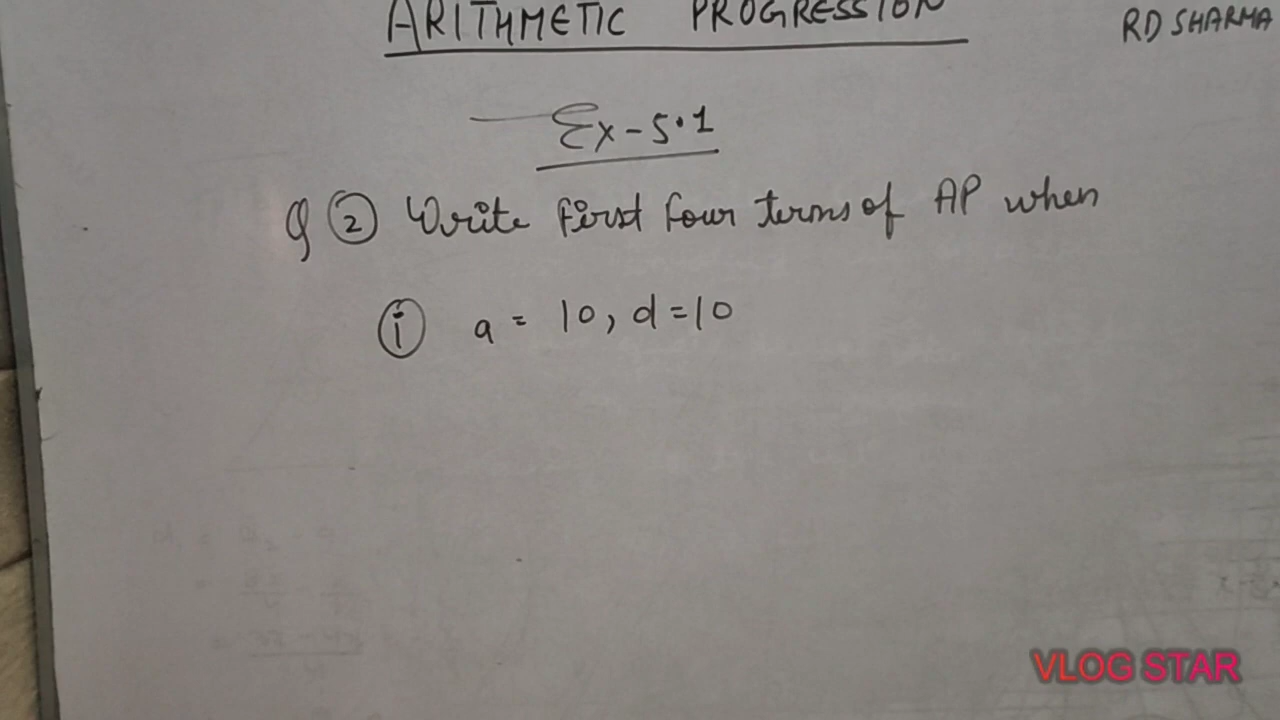 ARITHMETIC PROGRESSION
RD SHARMA
Ex-5.1
Q 2 Write first four terms of AP when
i a = 10, d=10
VLOG STAR